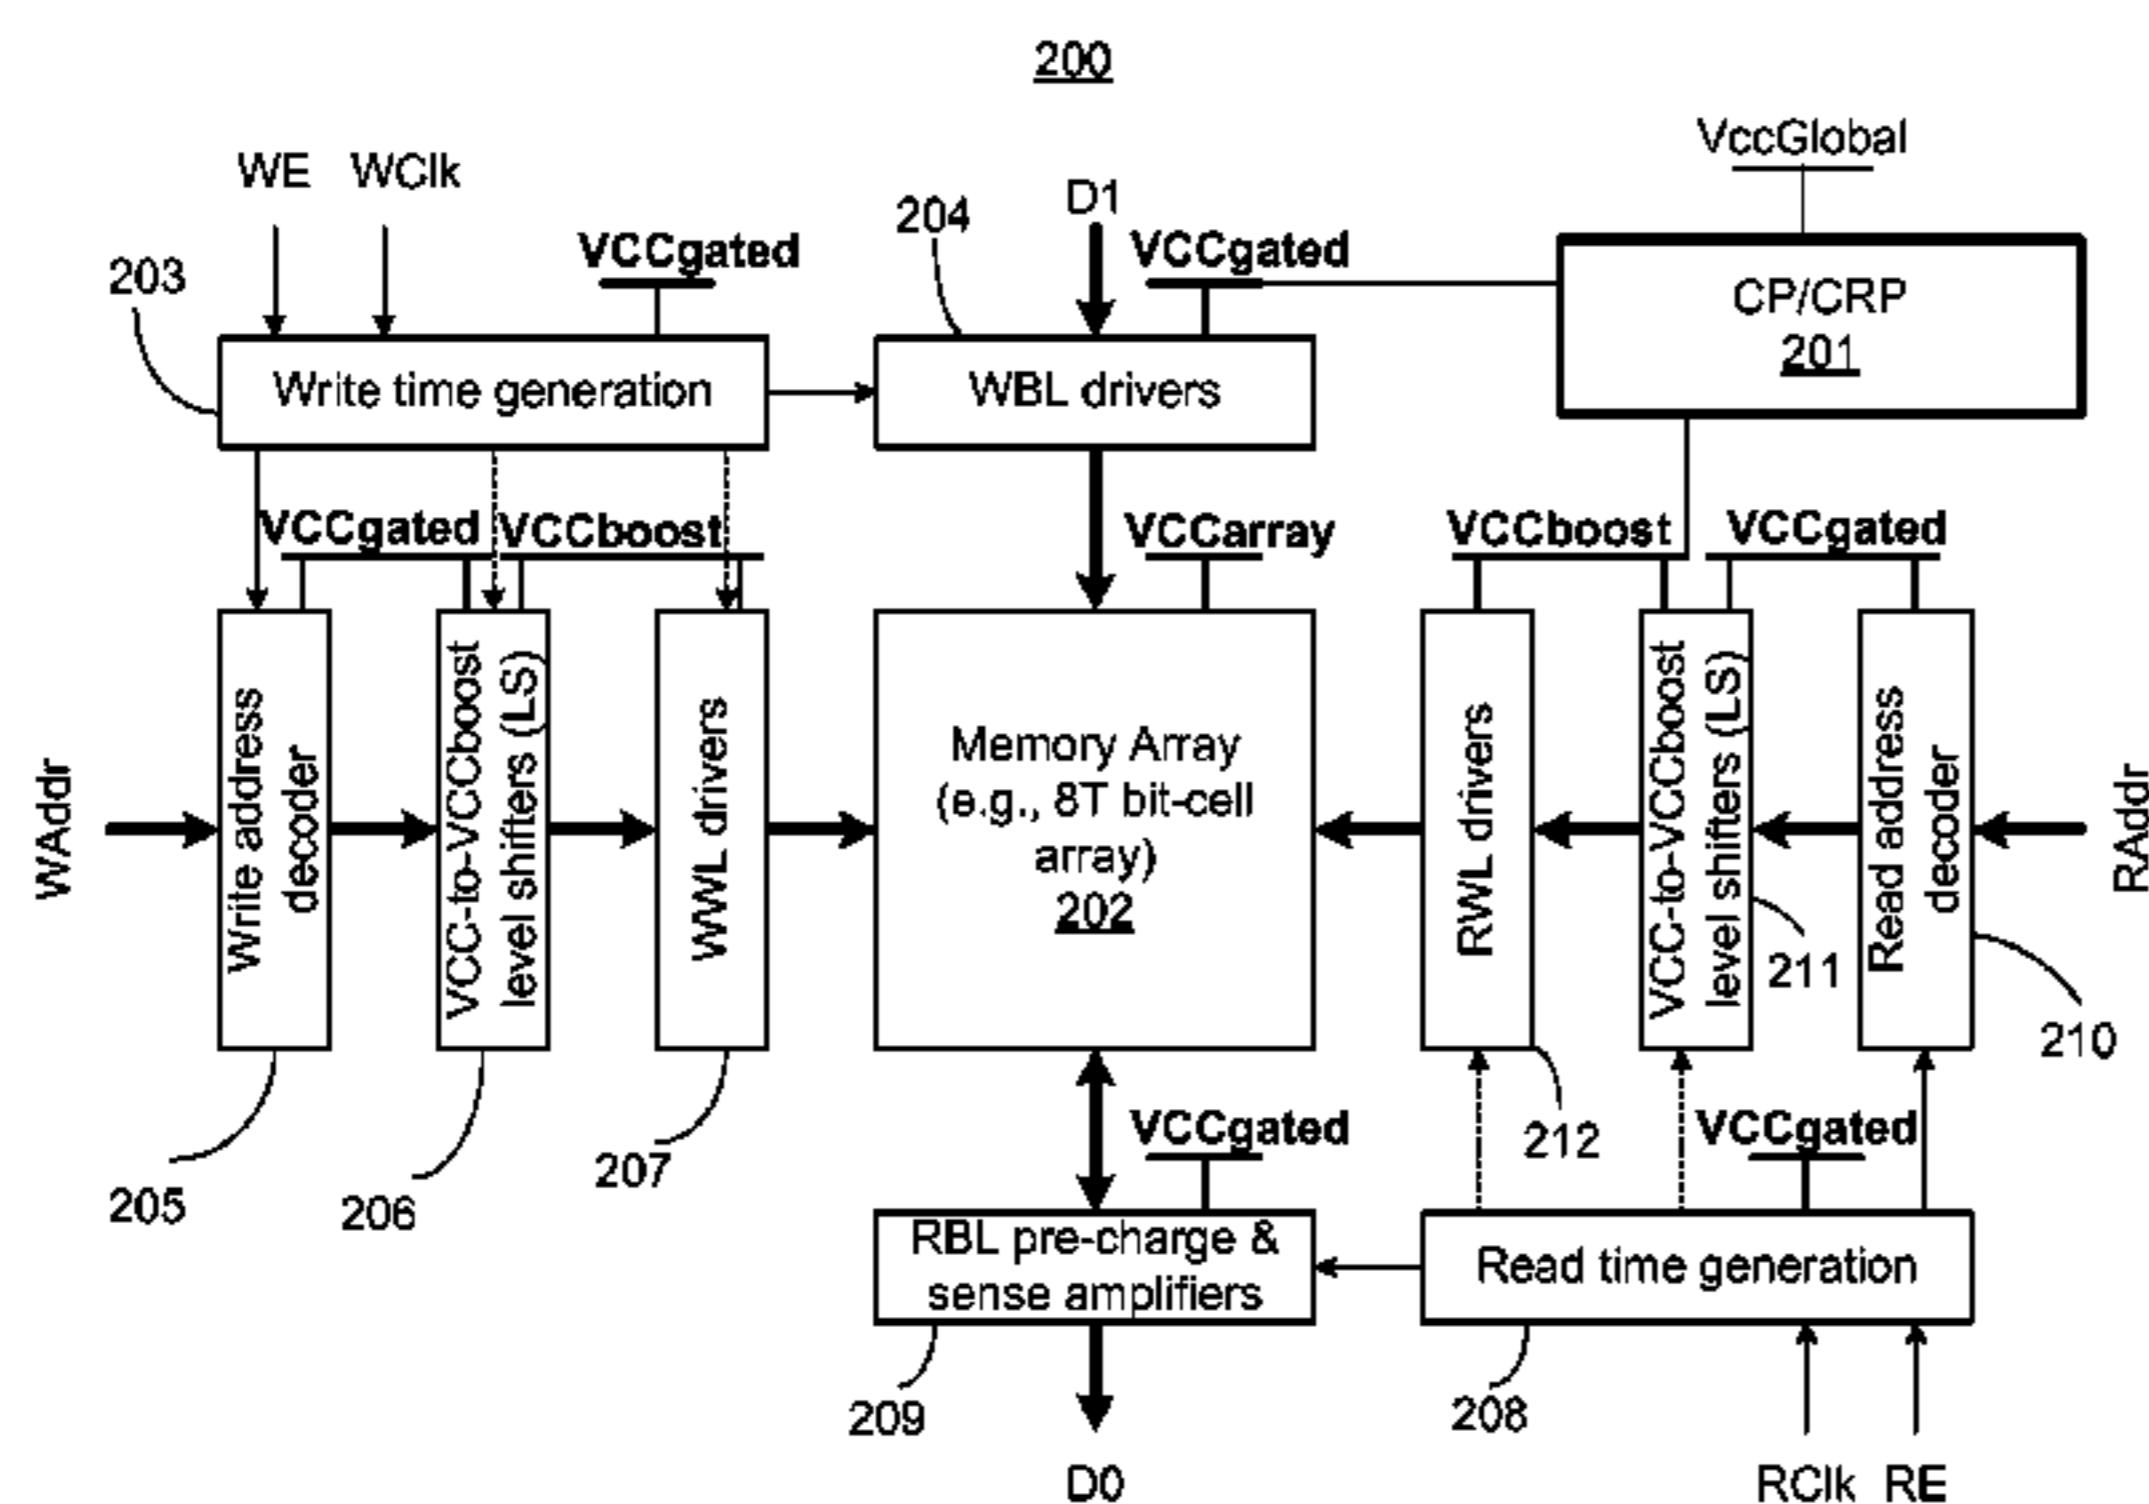 200
VccGlobal
WE
WClk
D1
204
VCCgated
VCCgated
203
CP/CRP
201
Write time generation
WBL drivers
VCCgated
VCCboost
VCCarray
VCCboost
VCCgated
WAddr
Write address
decoder
VCC-to-VCCboost
level shifters (LS)
WWL drivers
Memory Array
(e.g., 8T bit-cell
array)
202
RWL drivers
VCC-to-VCCboost
level shifters (LS)
Read address
decoder
RAddr
211
210
205
206
207
VCCgated
212
VCCgated
RBL pre-charge &
sense amplifiers
Read time generation
209
208
D0
RClk
RE